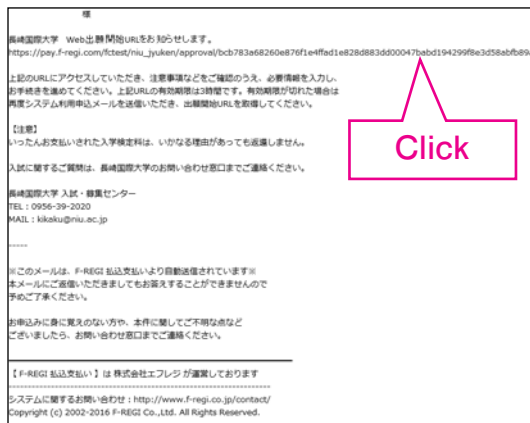 様
長崎国際大学 Web出願開始URLをお知らせします。
https://pay.f-regi.com/fctest/niu_jyuken/approval/bcb783a68260e876f1e4ffad1e828d883dd00047babd194299f8e3d58abfb89
上記のURLにアクセスしていただき、注意事項などをご確認のうえ、必要情報を入力し、
お手続きを進めてください。上記URLの有効期限は3時間です。有効期限が切れた場合は
再度システム利用申込メールを送信いただき、出願開始URLを取得してください。
【注意】
いったんお支払いされた入学検定料は、いかなる理由があっても返還しません。
Click
入試に関するご質問は、長崎国際大学のお問い合わせ窓口までご連絡ください。
長崎国際大学 入試・募集センター
TEL : 0956-39-2020
MAIL : kikaku@niu.ac.jp
-----
※このメールは、F-REGI 払込支払いより自動送信されています※
本メールにご返信いただきましてもお答えすることができませんので
予めご了承ください。
お申込みに身に覚えのない方や、本件に関してご不明な点など
ございましたら、お問い合わせ窓口までご連絡ください。
【 F-REGI 払込支払い 】は 株式会社エフレジ が運営しております
システムに関するお問い合わせ : http://www.f-regi.co.jp/contact/
Copyright (c) 2002-2016 F-REGI Co.,Ltd. All Rights Reserved.